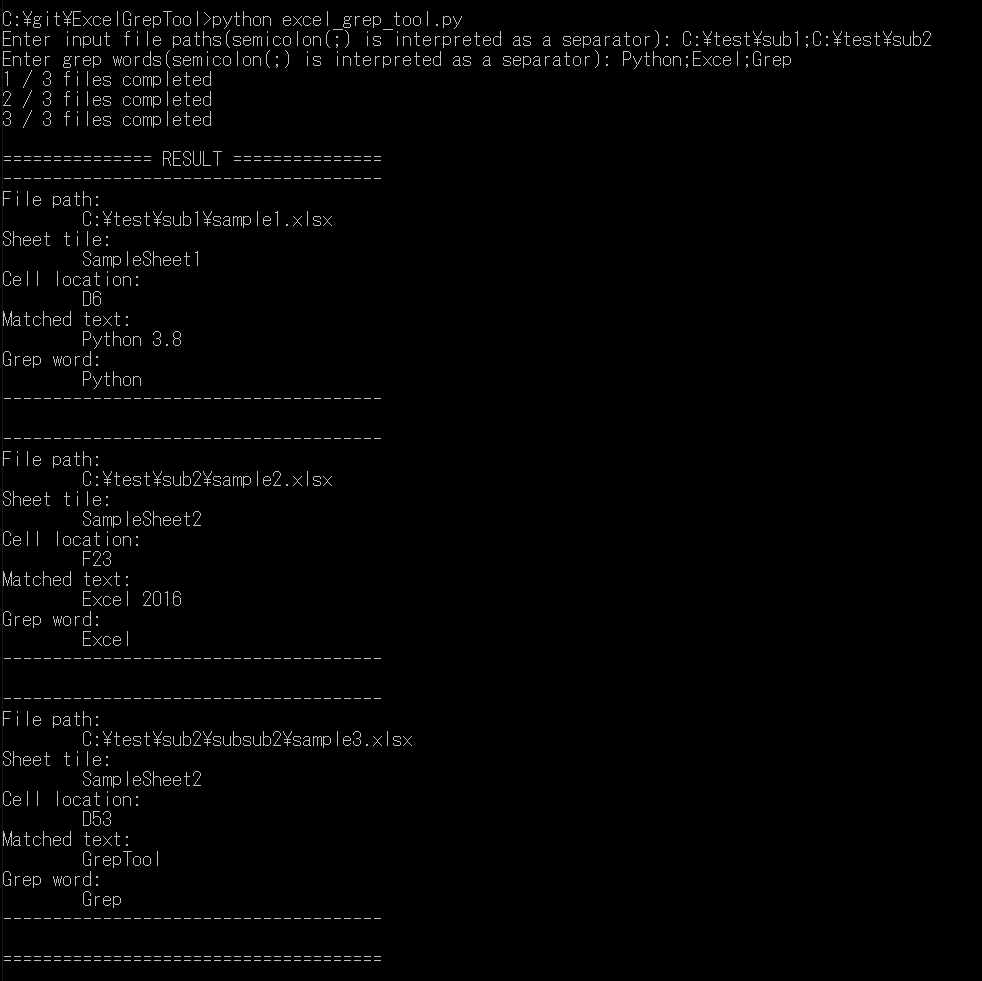 C:¥git¥ExcelGrepTool>python excel_grep_tool.py
Enter input file paths(semicolon(;) is interpreted as a separator): C:¥test¥sub1;C:¥test¥sub2
Enter grep words(semicolon(;) is interpreted as a separator): Python;Excel;Grep
1 / 3 files completed
2 / 3 files completed
3 / 3 files completed
=============== RESULT ===============
--------------------------------------
File path:
C:¥test¥sub1¥sample1.xlsx
Sheet tile:
SampleSheet1
Cell location:
D6
Matched text:
Python 3.8
Grep word:
Python
--------------------------------------
--------------------------------------
File path:
C:¥test¥sub2¥sample2.xlsx
Sheet tile:
SampleSheet2
Cell location:
F23
Matched text:
Excel 2016
Grep word:
Excel
--------------------------------------
--------------------------------------
File path:
C:¥test¥sub2¥subsub2¥sample3.xlsx
Sheet tile:
SampleSheet2
Cell location:
D53
Matched text:
GrepTool
Grep word:
Grep
--------------------------------------
======================================